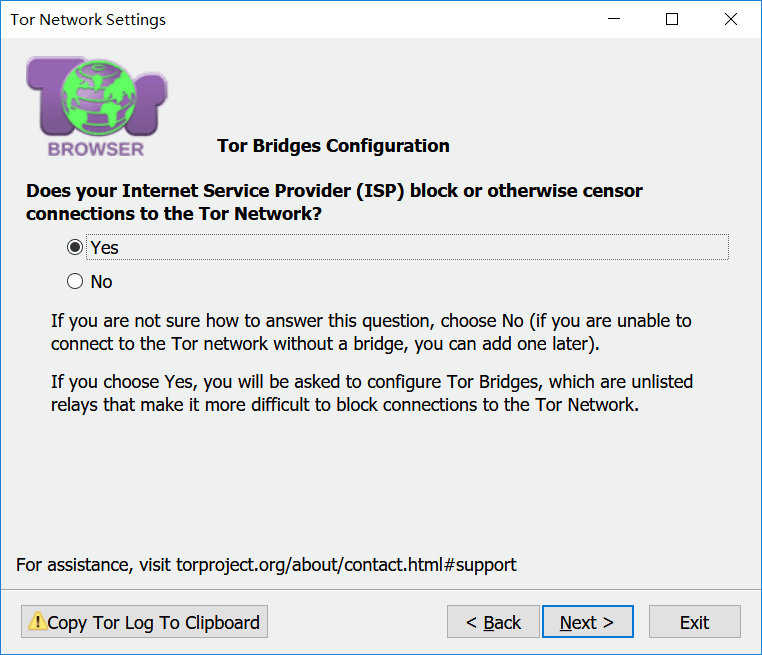 Tor Network Settings
Tor
BROWSER
Tor Bridges Configuration
Does your Internet Service Provider (ISP) block or otherwise censor
connections to the Tor Network?
Yes
No
If you are not sure how to answer this question, choose No (if you are unable to
connect to the Tor network without a bridge, you can add one later).
If you choose Yes, you will be asked to configure Tor Bridges, which are unlisted
relays that make it more difficult to block connections to the Tor Network.
For assistance, visit torproject.org/about/contact.html#support
Copy Tor Log To Clipboard
< Back
Next >
Exit